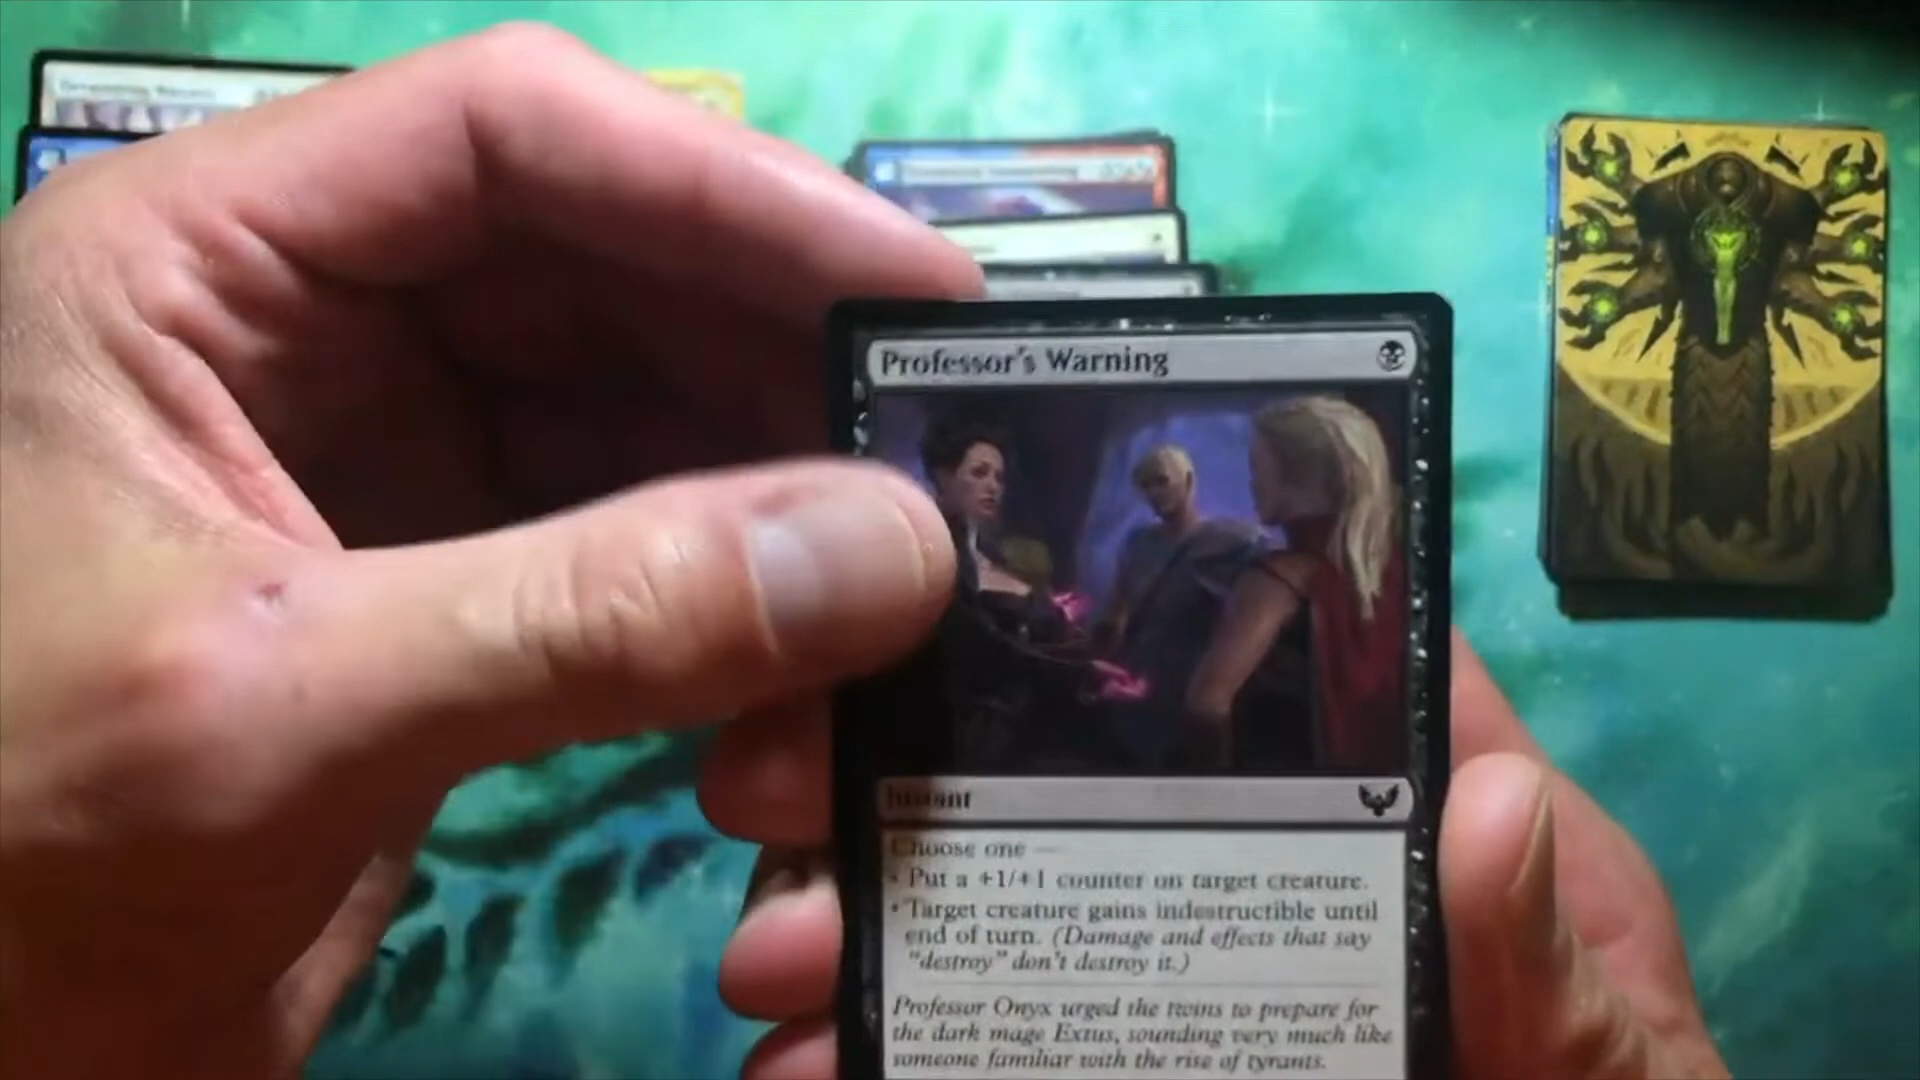 Professor's Warning
Instant
Choose one —
• Put a +1/+1 counter on target creature.
• Target creature gains indestructible until
end of turn. (Damage and effects that say
"destroy" don't destroy it.)
Professor Onyx urged the twins to prepare for
the dark mage Extus, sounding very much like
someone familiar with the rise of tyrants.